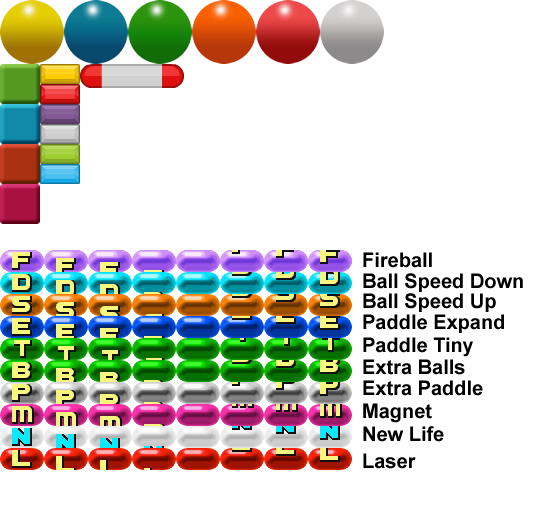 F F F F F Fireball
D D D D D Ball Speed Down
S S S S S Ball Speed Up
E E E E E Paddle Expand
T T T T T Paddle Tiny
B B B B B Extra Balls
P P P P P Extra Paddle
M M M M M Magnet
N N N N N New Life
L L L L Laser